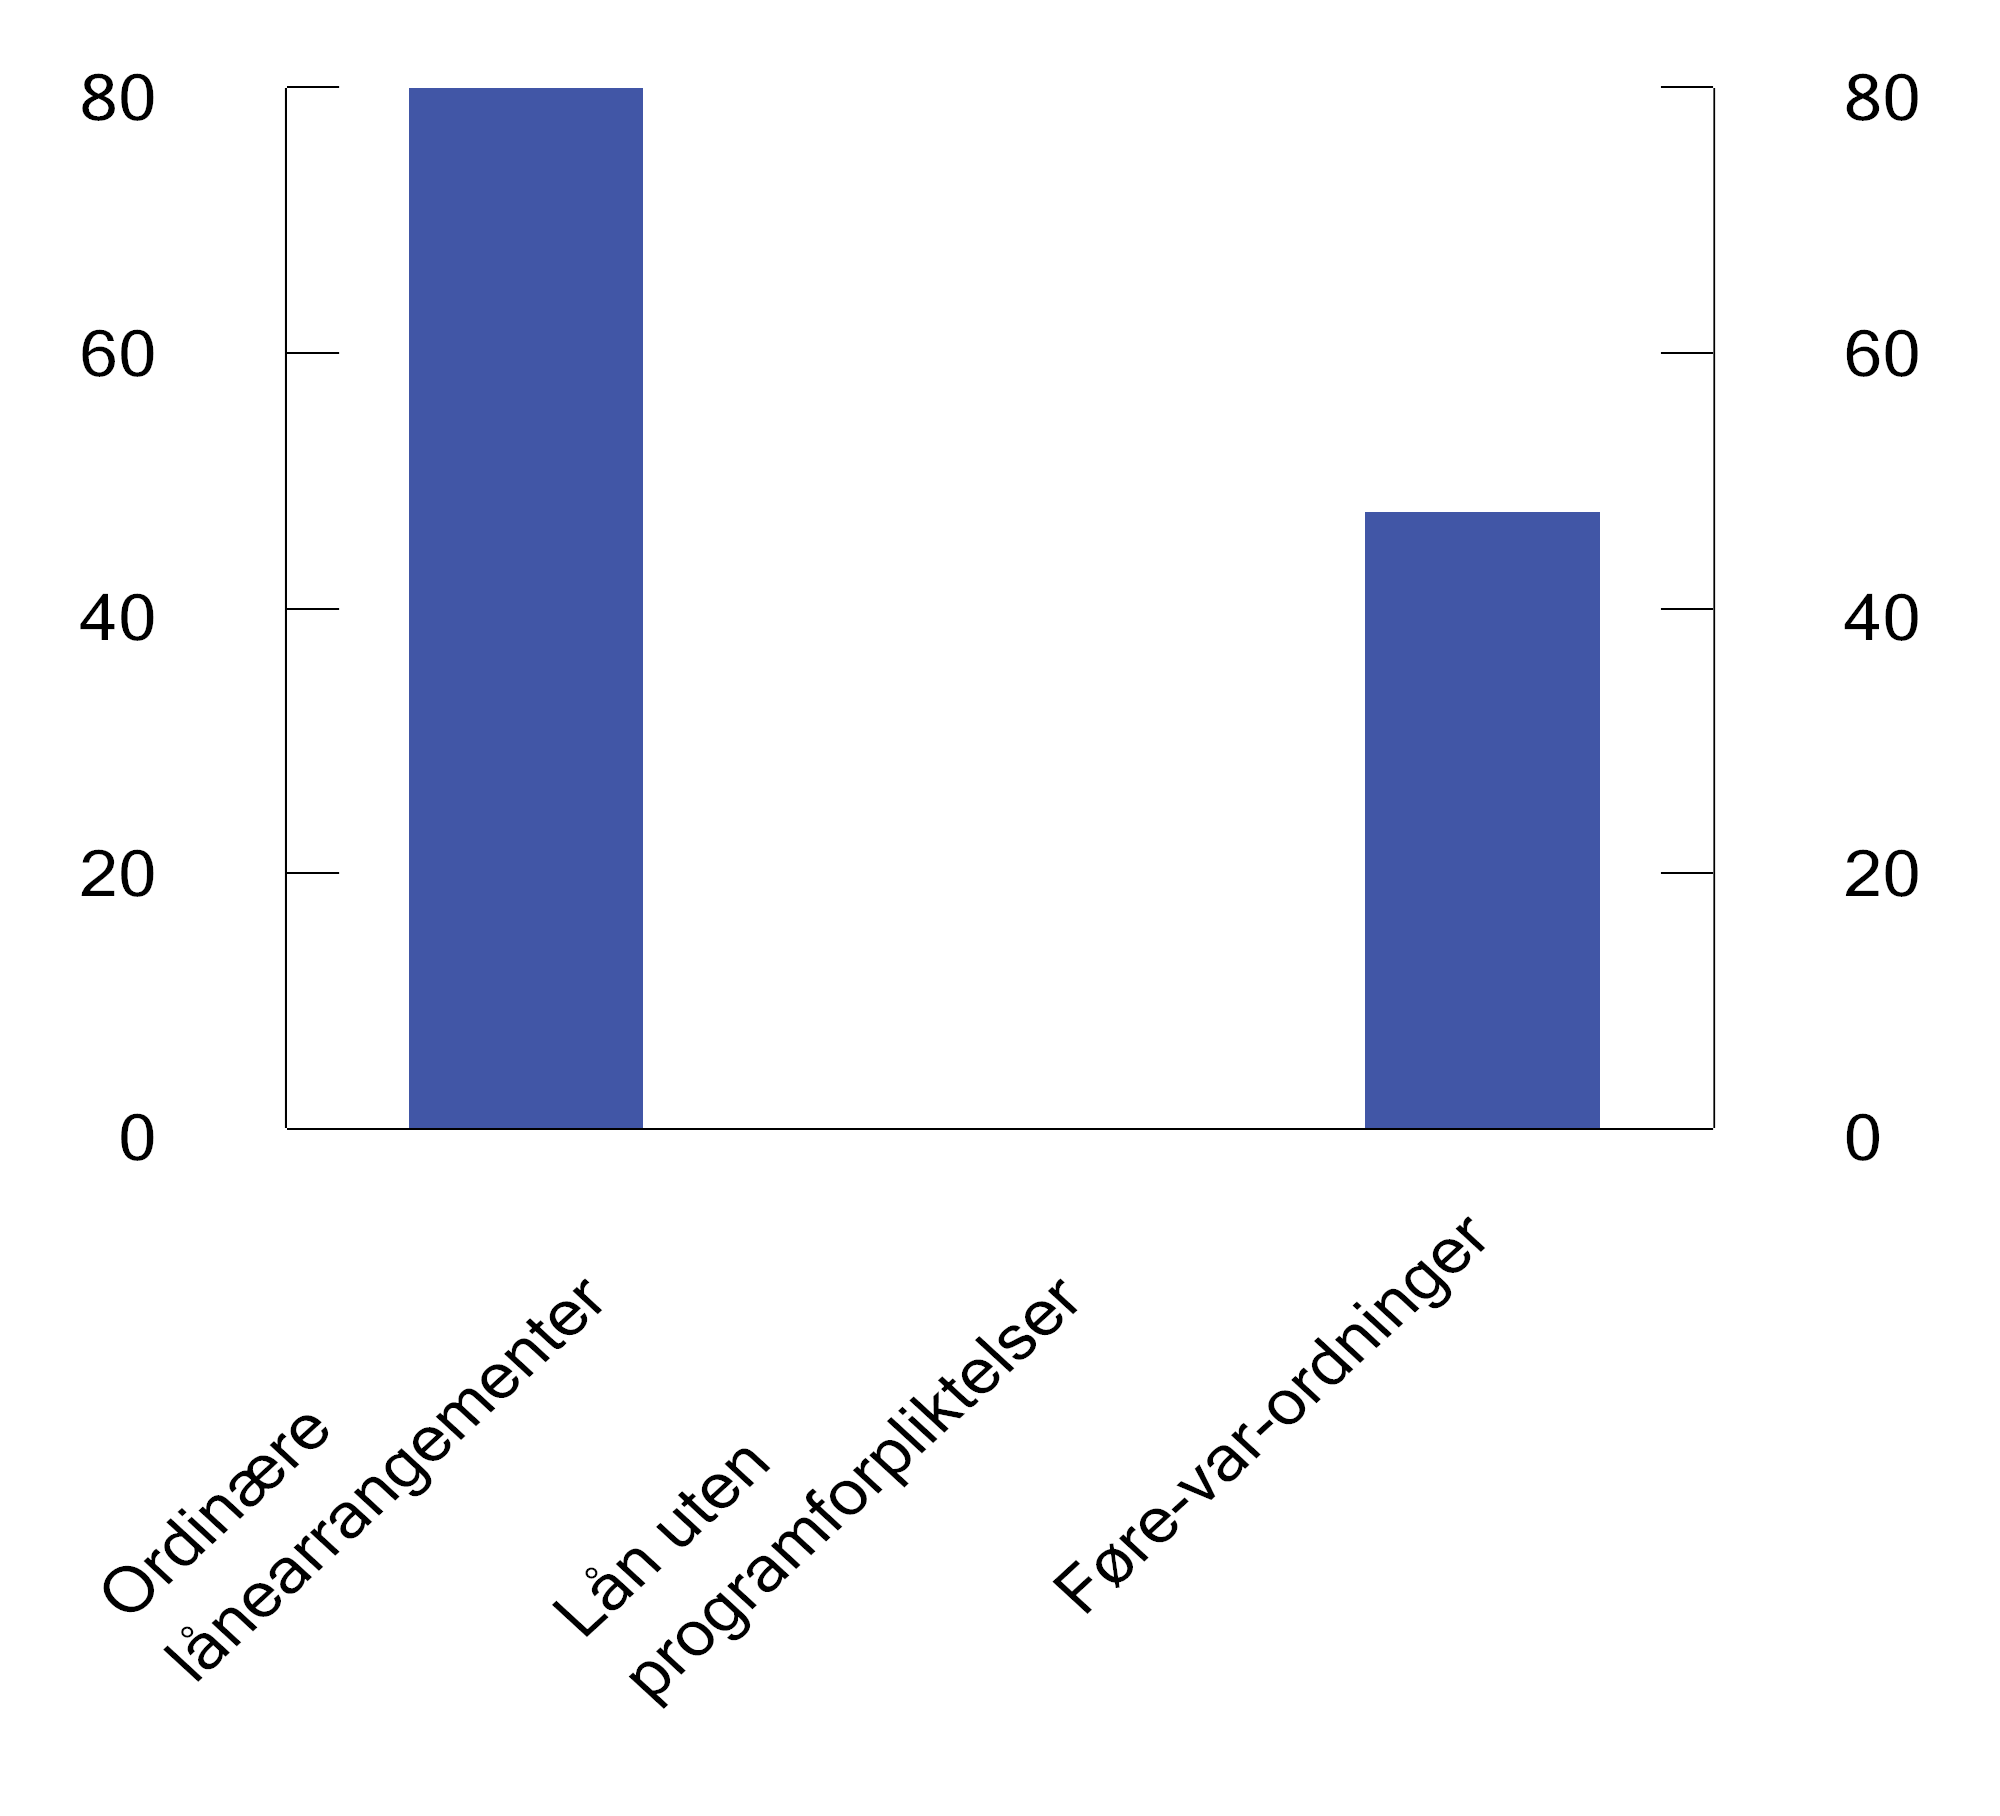 80
60
40
20
0
80
60
40
20
0
Ordinære
lånearrangementer
Lån uten
programforpliktelser
Føre-var-ordninger